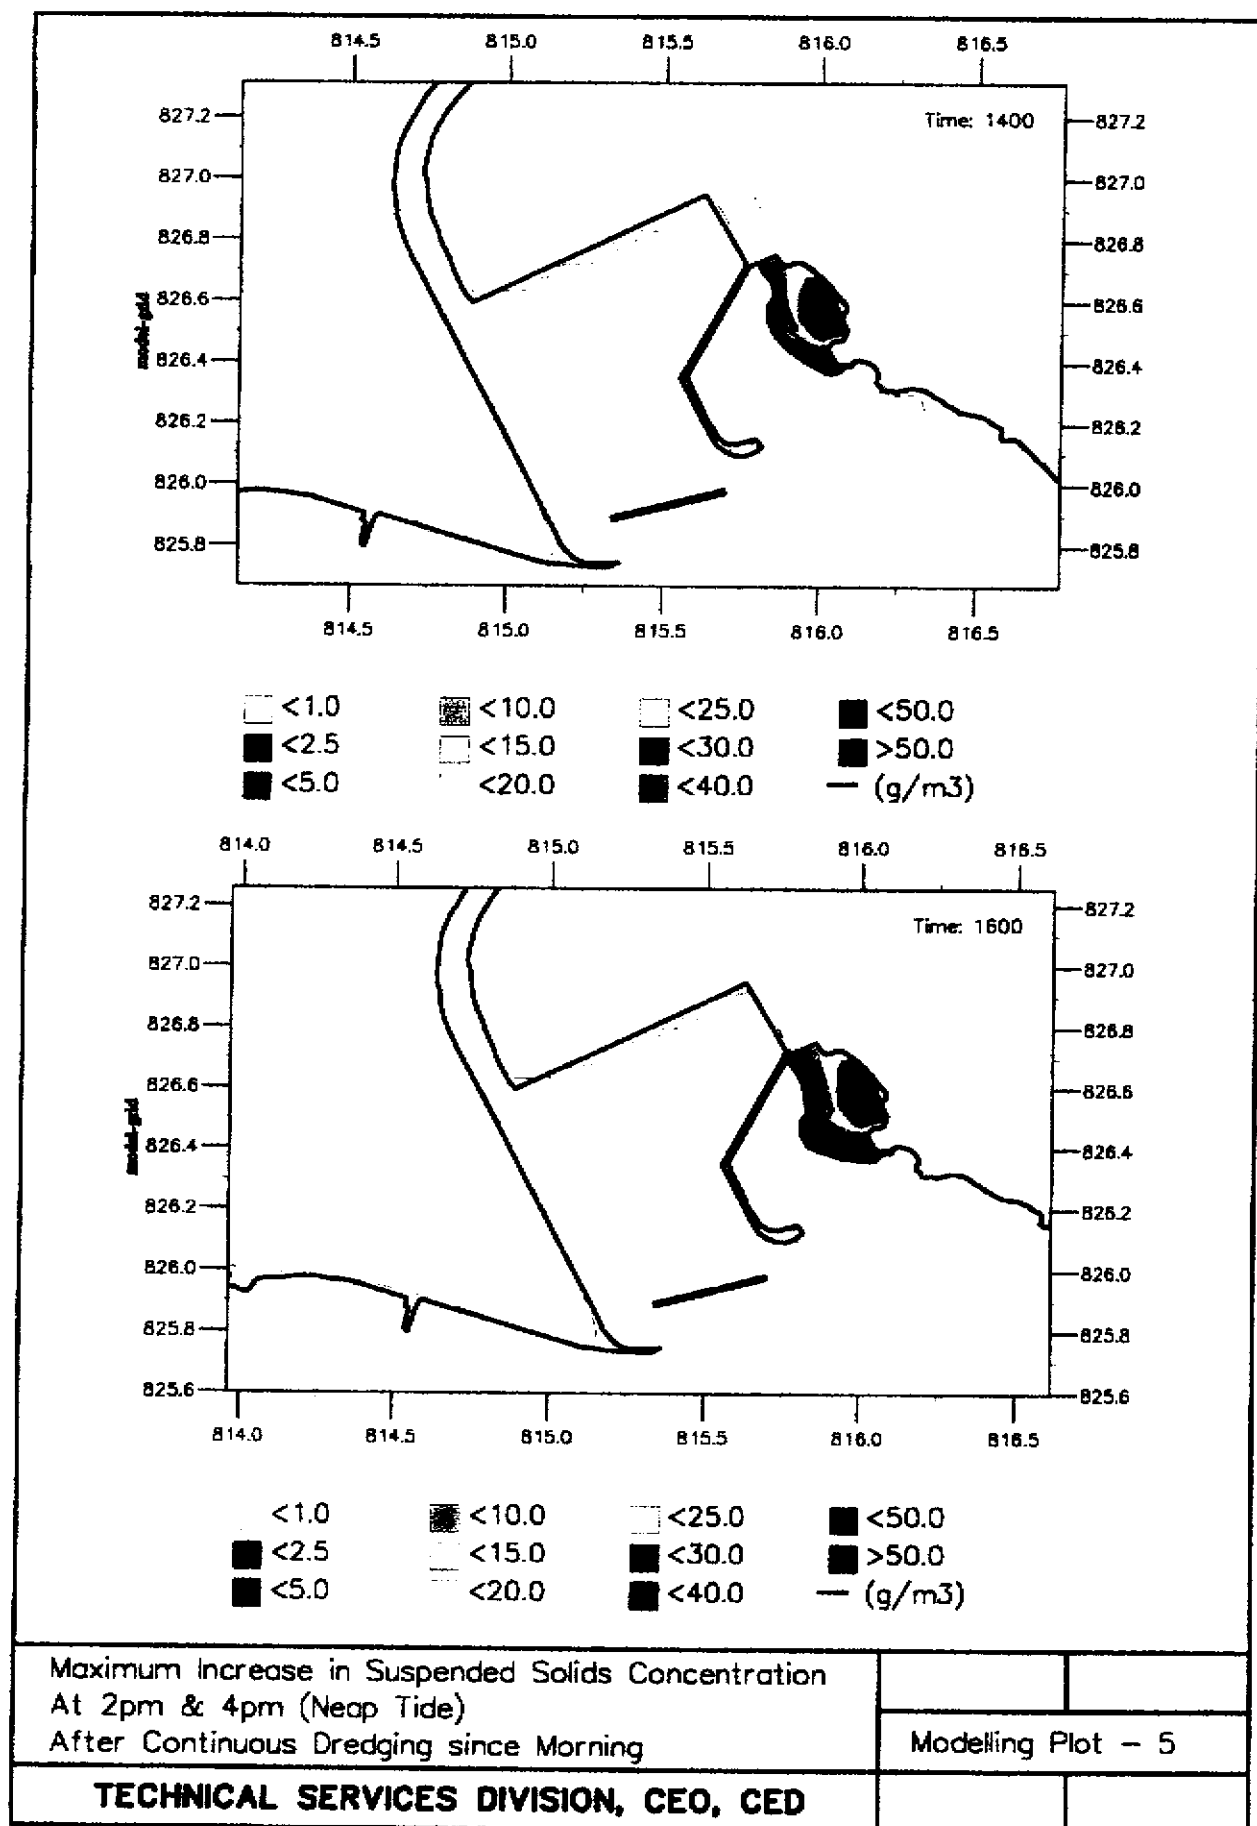 814.5 815.0 815.5 816.0 816.5
Time: 1400
827.2 827.2
827.0 827.0
826.8 826.8
826.6 826.6
model-grid
826.4 826.4
826.2 826.2
826.0 826.0
825.8 825.8
814.5 815.0 815.5 816.0 816.5
<1.0 <10.0 <25.0 <50.0
<2.5 <15.0 <30.0 >50.0
<5.0 <20.0 <40.0 (g/m3)
814.0 814.5 815.0 815.5 816.0 816.5
Time: 1600
827.2 827.2
827.0 827.0
826.8 826.8
826.6 826.6
model-grid
826.4 826.4
826.2 826.2
826.0 826.0
825.8 825.8
825.6 825.6
814.0 814.5 815.0 815.5 816.0 816.5
<1.0 <10.0 <25.0 <50.0
<2.5 <15.0 <30.0 >50.0
<5.0 <20.0 <40.0 (g/m3)
Maximum Increase in Suspended Solids Concentration
At 2pm & 4pm (Neap Tide)
After Continuous Dredging since Morning
Modelling Plot - 5
TECHNICAL SERVICES DIVISION, CEO, CED